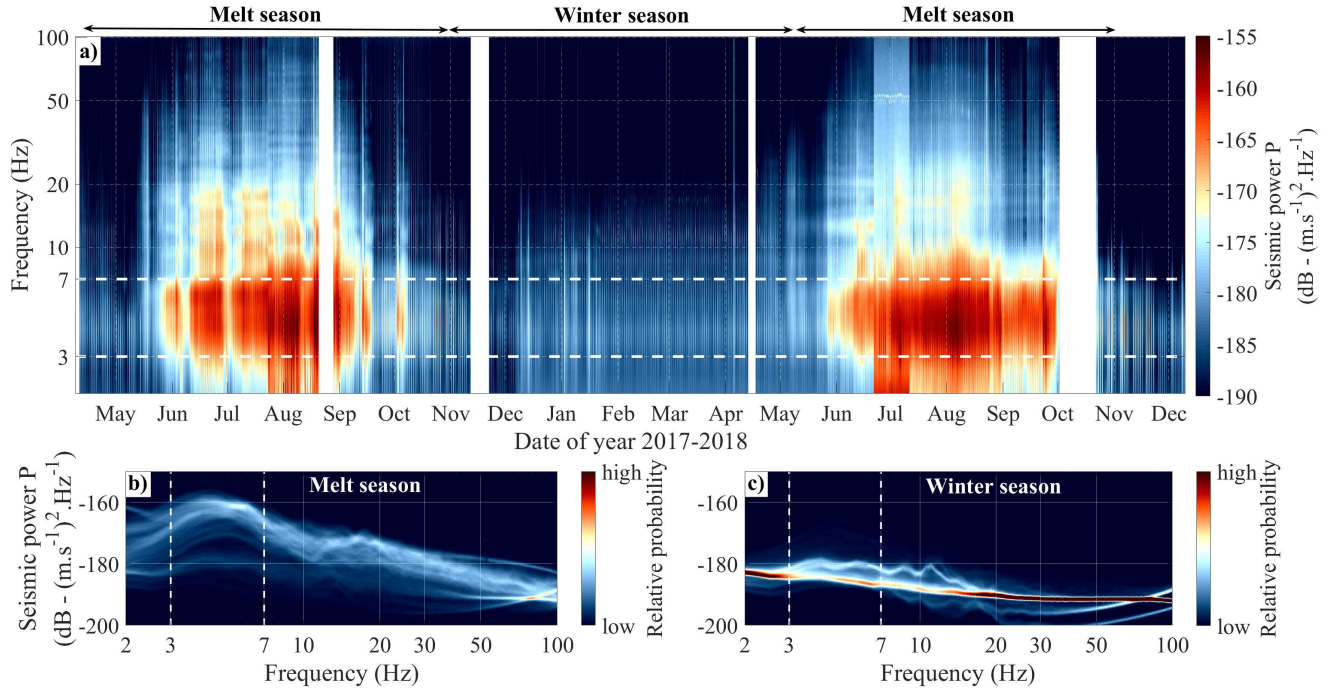 Melt season Winter season Melt season
a)
100
50
20
10
7
3
Frequency (Hz)
May Jun Jul Aug Sep Oct Nov Dec Jan Feb Mar Apr May Jun Jul Aug Sep Oct Nov Dec
Date of year 2017-2018
-155
-160
-165
-170
-175
-180
-185
-190
Seismic power P
(dB - (m.s⁻¹)².Hz⁻¹)
b)
Melt season
-160
-180
-200
Seismic power P
(dB - (m.s⁻¹)².Hz⁻¹)
2 3 7 10 20 30 50 100
Frequency (Hz)
high
low
Relative probability
c)
Winter season
-160
-180
-200
2 3 7 10 20 30 50 100
Frequency (Hz)
high
low
Relative probability